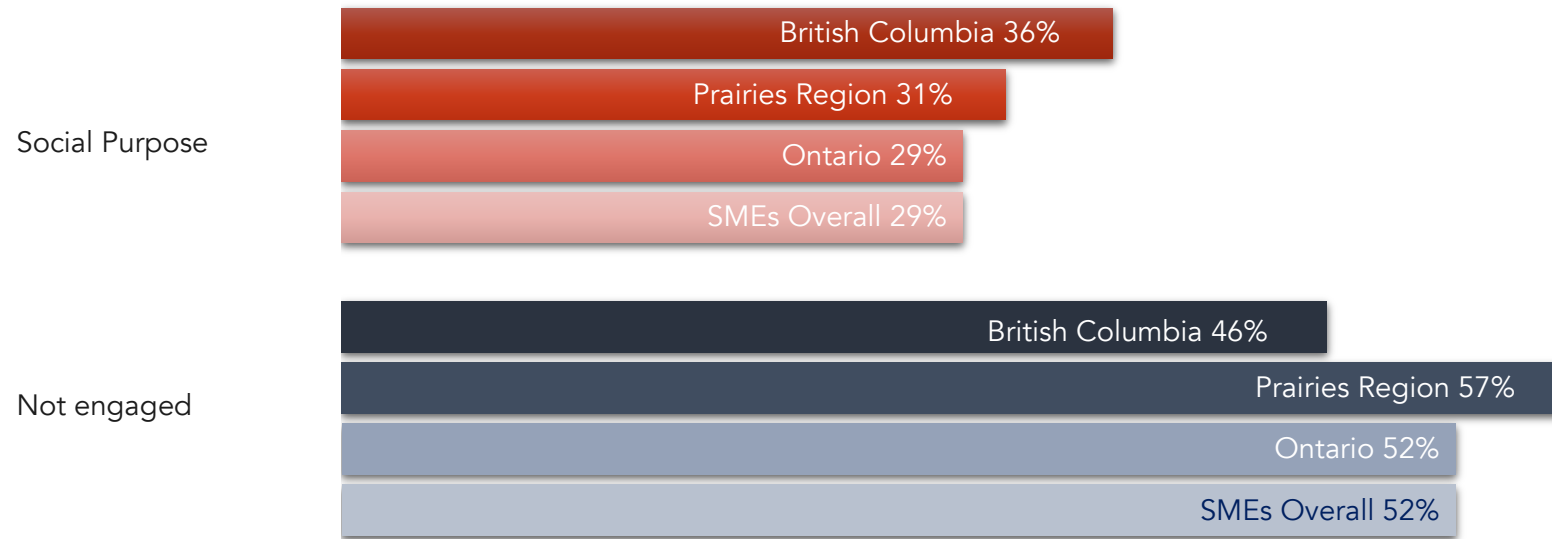 Social Purpose
British Columbia 36%
Prairies Region 31%
Ontario 29%
SMEs Overall 29%
Not engaged
British Columbia 46%
Prairies Region 57%
Ontario 52%
SMEs Overall 52%